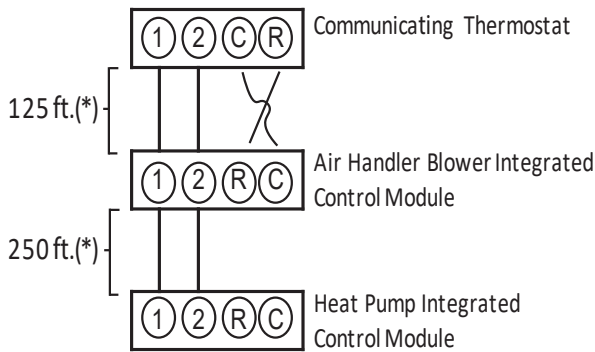 1 2 C R Communicating Thermostat
125 ft.(*)
1 2 R C Air Handler Blower Integrated
Control Module
250 ft.(*)
1 2 R C Heat Pump Integrated
Control Module